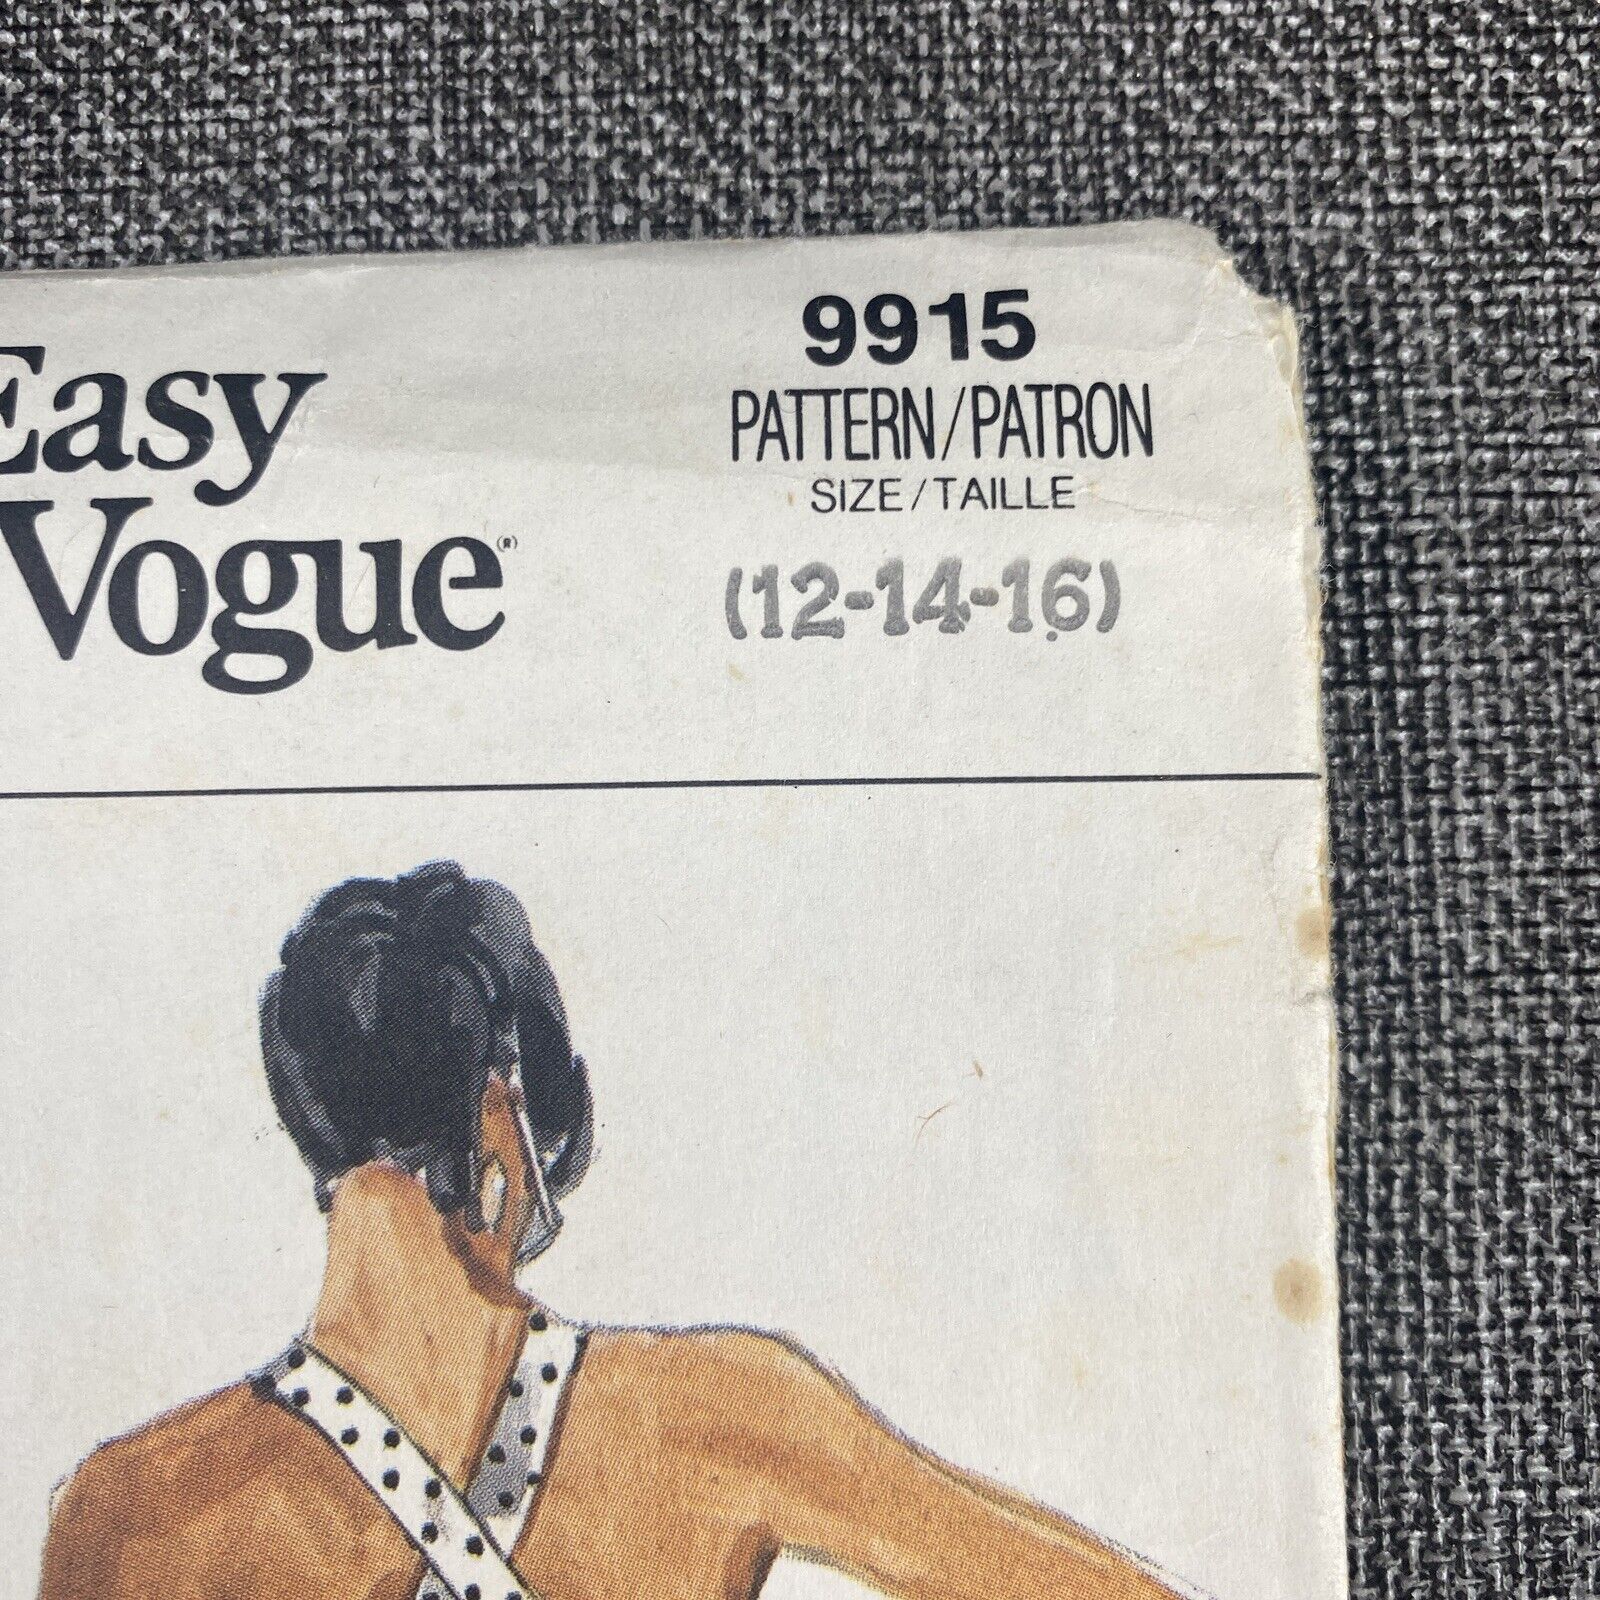 Easy
Vogue®
9915
PATTERN/PATRON
SIZE/TAILLE
(12-14-16)